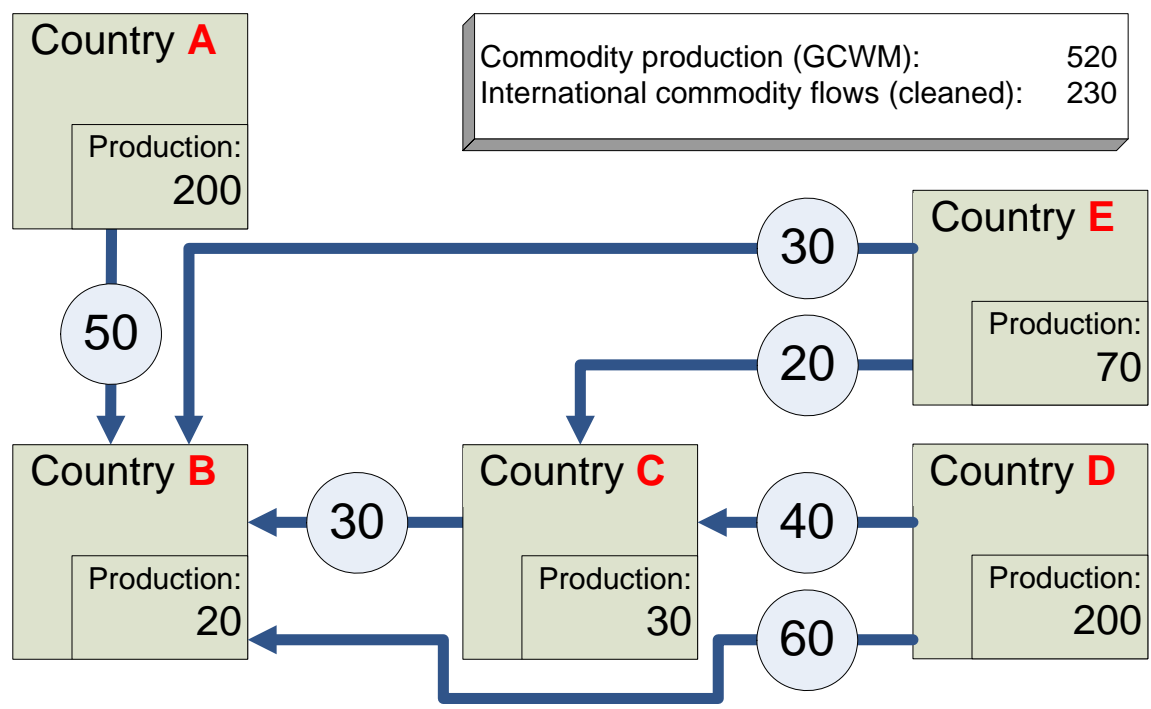 Country A
Production:
200
Commodity production (GCWM): 520
International commodity flows (cleaned): 230
Country E
Production:
70
30
20
50
Country B
Production:
20
30
Country C
Production:
30
40
60
Country D
Production:
200